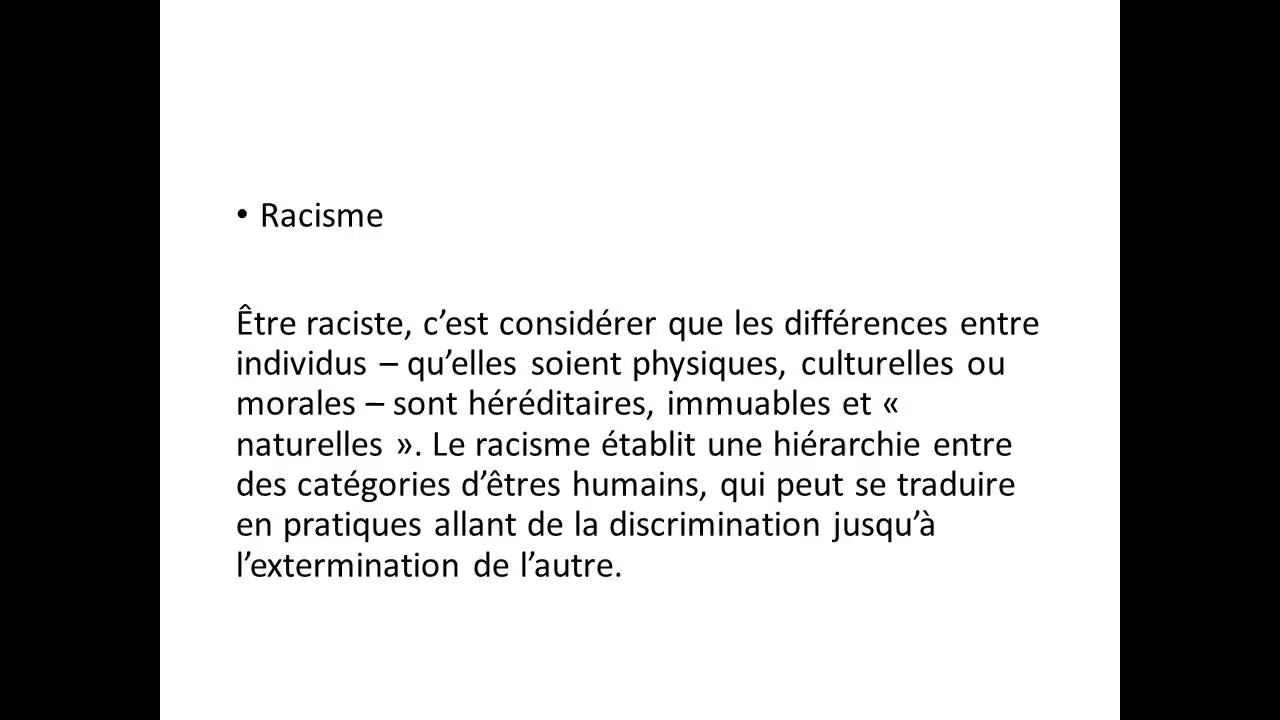 • Racisme
Être raciste, c’est considérer que les différences entre
individus – qu’elles soient physiques, culturelles ou
morales – sont héréditaires, immuables et «
naturelles ». Le racisme établit une hiérarchie entre
des catégories d’êtres humains, qui peut se traduire
en pratiques allant de la discrimination jusqu’à
l’extermination de l’autre.